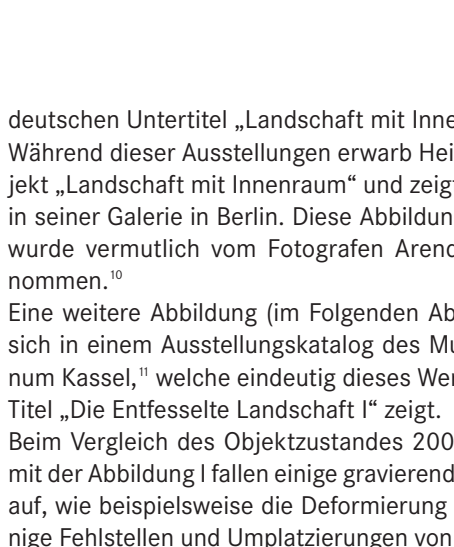 deutschen Untertitel „Landschaft mit Inne
Während dieser Ausstellungen erwarb Hei
jekt „Landschaft mit Innenraum“ und zeigt
in seiner Galerie in Berlin. Diese Abbildun
wurde vermutlich vom Fotografen Arend
nommen.¹⁰
Eine weitere Abbildung (im Folgenden Ab
sich in einem Ausstellungskatalog des Mu
num Kassel,¹¹ welche eindeutig dieses Wer
Titel „Die Entfesselte Landschaft I“ zeigt.
Beim Vergleich des Objektzustandes 200
mit der Abbildung I fallen einige gravierend
auf, wie beispielsweise die Deformierung
nige Fehlstellen und Umplatzierungen von